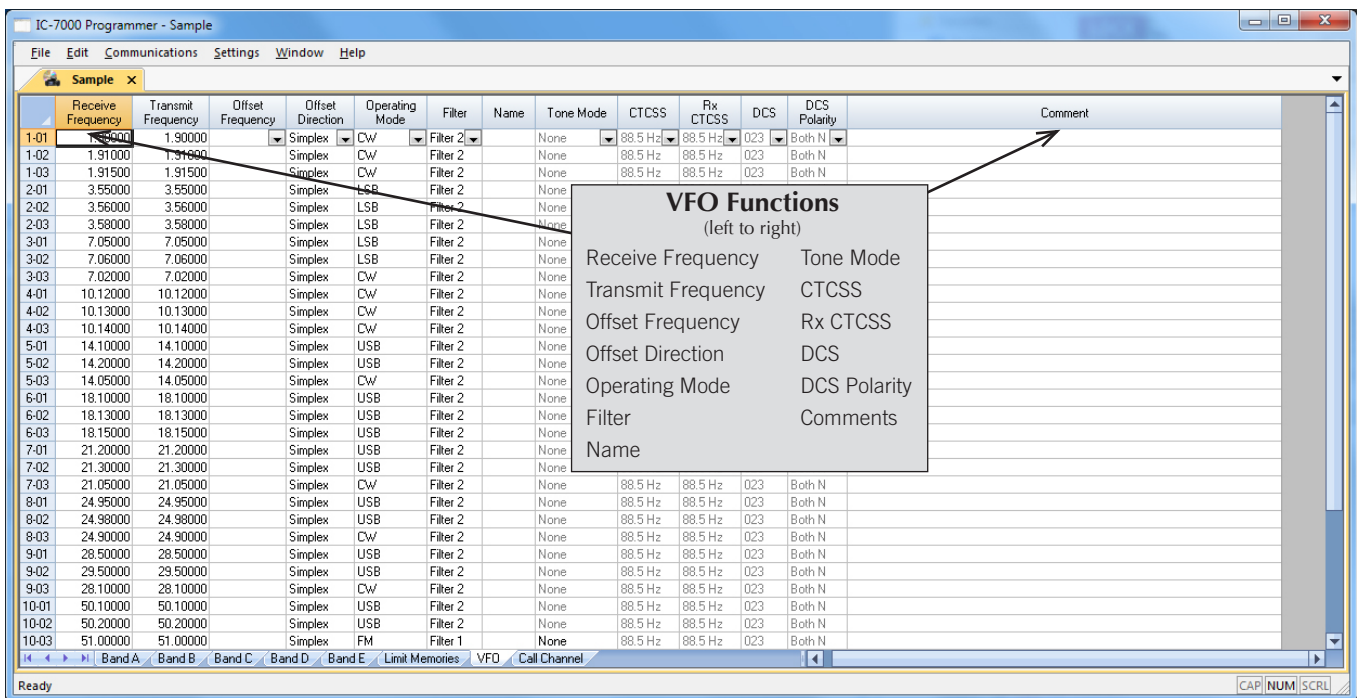 IC-7000 Programmer - Sample
File Edit Communications Settings Window Help
Sample X
Receive Frequency Transmit Frequency Offset Frequency Offset Direction Operating Mode Filter Name Tone Mode CTCSS Rx CTCSS DCS DCS Polarity Comment
1-01 1.90000 Simplex CW Filter 2 None 88.5 Hz 88.5 Hz 023 Both N
1-02 1.91000 1.91000 Simplex CW Filter 2 None 88.5 Hz 88.5 Hz 023 Both N
1-03 1.91500 1.91500 Simplex CW Filter 2 None 88.5 Hz 88.5 Hz 023 Both N
2-01 3.55000 3.55000 Simplex LSB Filter 2 None
2-02 3.56000 3.56000 Simplex LSB Filter 2 None
2-03 3.58000 3.58000 Simplex LSB Filter 2 None
3-01 7.05000 7.05000 Simplex LSB Filter 2 None
3-02 7.06000 7.06000 Simplex LSB Filter 2 None
3-03 7.02000 7.02000 Simplex CW Filter 2 None
4-01 10.12000 10.12000 Simplex CW Filter 2 None
4-02 10.13000 10.13000 Simplex CW Filter 2 None
4-03 10.14000 10.14000 Simplex CW Filter 2 None
5-01 14.10000 14.10000 Simplex USB Filter 2 None
5-02 14.20000 14.20000 Simplex USB Filter 2 None
5-03 14.05000 14.05000 Simplex CW Filter 2 None
6-01 18.10000 18.10000 Simplex USB Filter 2 None
6-02 18.13000 18.13000 Simplex USB Filter 2 None
6-03 18.15000 18.15000 Simplex USB Filter 2 None
7-01 21.20000 21.20000 Simplex USB Filter 2 None
7-02 21.30000 21.30000 Simplex USB Filter 2 None
7-03 21.05000 21.05000 Simplex CW Filter 2 None 88.5 Hz 88.5 Hz 023 Both N
8-01 24.95000 24.95000 Simplex USB Filter 2 None 88.5 Hz 88.5 Hz 023 Both N
8-02 24.98000 24.98000 Simplex USB Filter 2 None 88.5 Hz 88.5 Hz 023 Both N
8-03 24.90000 24.90000 Simplex CW Filter 2 None 88.5 Hz 88.5 Hz 023 Both N
9-01 28.50000 28.50000 Simplex USB Filter 2 None 88.5 Hz 88.5 Hz 023 Both N
9-02 29.50000 29.50000 Simplex USB Filter 2 None 88.5 Hz 88.5 Hz 023 Both N
9-03 28.10000 28.10000 Simplex CW Filter 2 None 88.5 Hz 88.5 Hz 023 Both N
10-01 50.10000 50.10000 Simplex USB Filter 2 None 88.5 Hz 88.5 Hz 023 Both N
10-02 50.20000 50.20000 Simplex USB Filter 2 None 88.5 Hz 88.5 Hz 023 Both N
10-03 51.00000 51.00000 Simplex FM Filter 1 None 88.5 Hz 88.5 Hz 023 Both N
VFO Functions
(left to right)
Receive Frequency Tone Mode
Transmit Frequency CTCSS
Offset Frequency Rx CTCSS
Offset Direction DCS
Operating Mode DCS Polarity
Filter Comments
Name
Band A Band B Band C Band D Band E Limit Memories VFO Call Channel
Ready CAP NUM SCRL